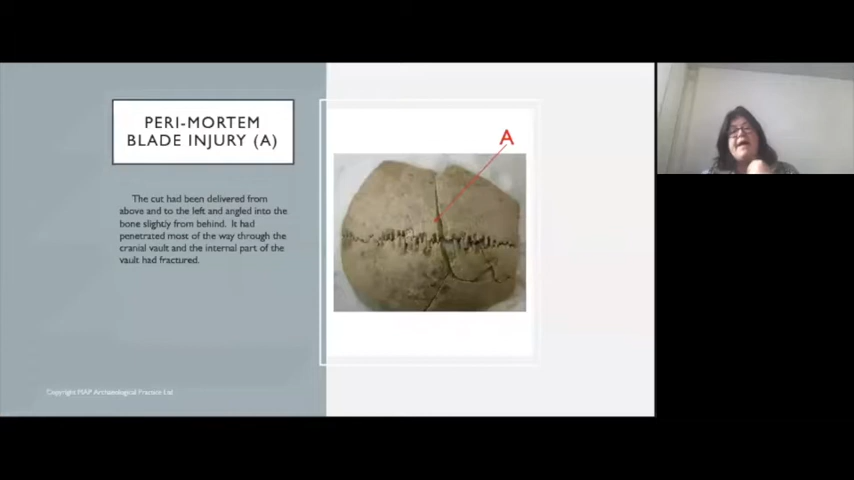 PERI-MORTEM
BLADE INJURY (A)
The cut had been delivered from
above and to the left and angled into the
bone slightly from behind. It had
penetrated most of the way through the
cranial vault and the internal part of the
vault had fractured.
A
Copyright MAP Archaeological Practice Ltd